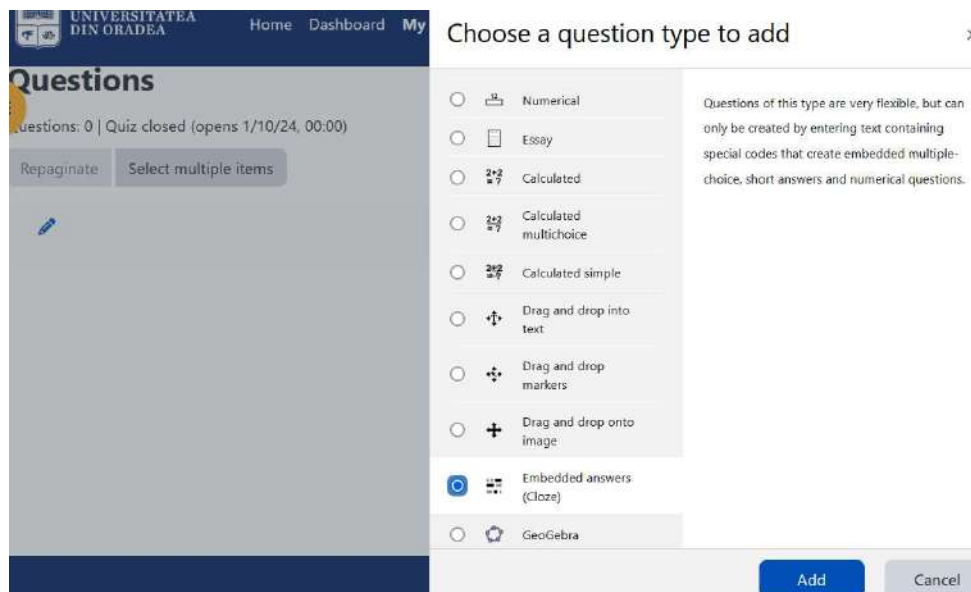 UNIVERSITATEA
DIN ORADEA
Home Dashboard My
Questions
uestions: 0 | Quiz closed (opens 1/10/24, 00:00)
Repaginate Select multiple items
Choose a question type to add
Numerical
Essay
Calculated
Calculated
multichoice
Calculated simple
Drag and drop into
text
Drag and drop
markers
Drag and drop onto
image
Embedded answers
(Cloze)
GeoGebra
Questions of this type are very flexible, but can
only be created by entering text containing
special codes that create embedded multiple-
choice, short answers and numerical questions.
Add Cancel